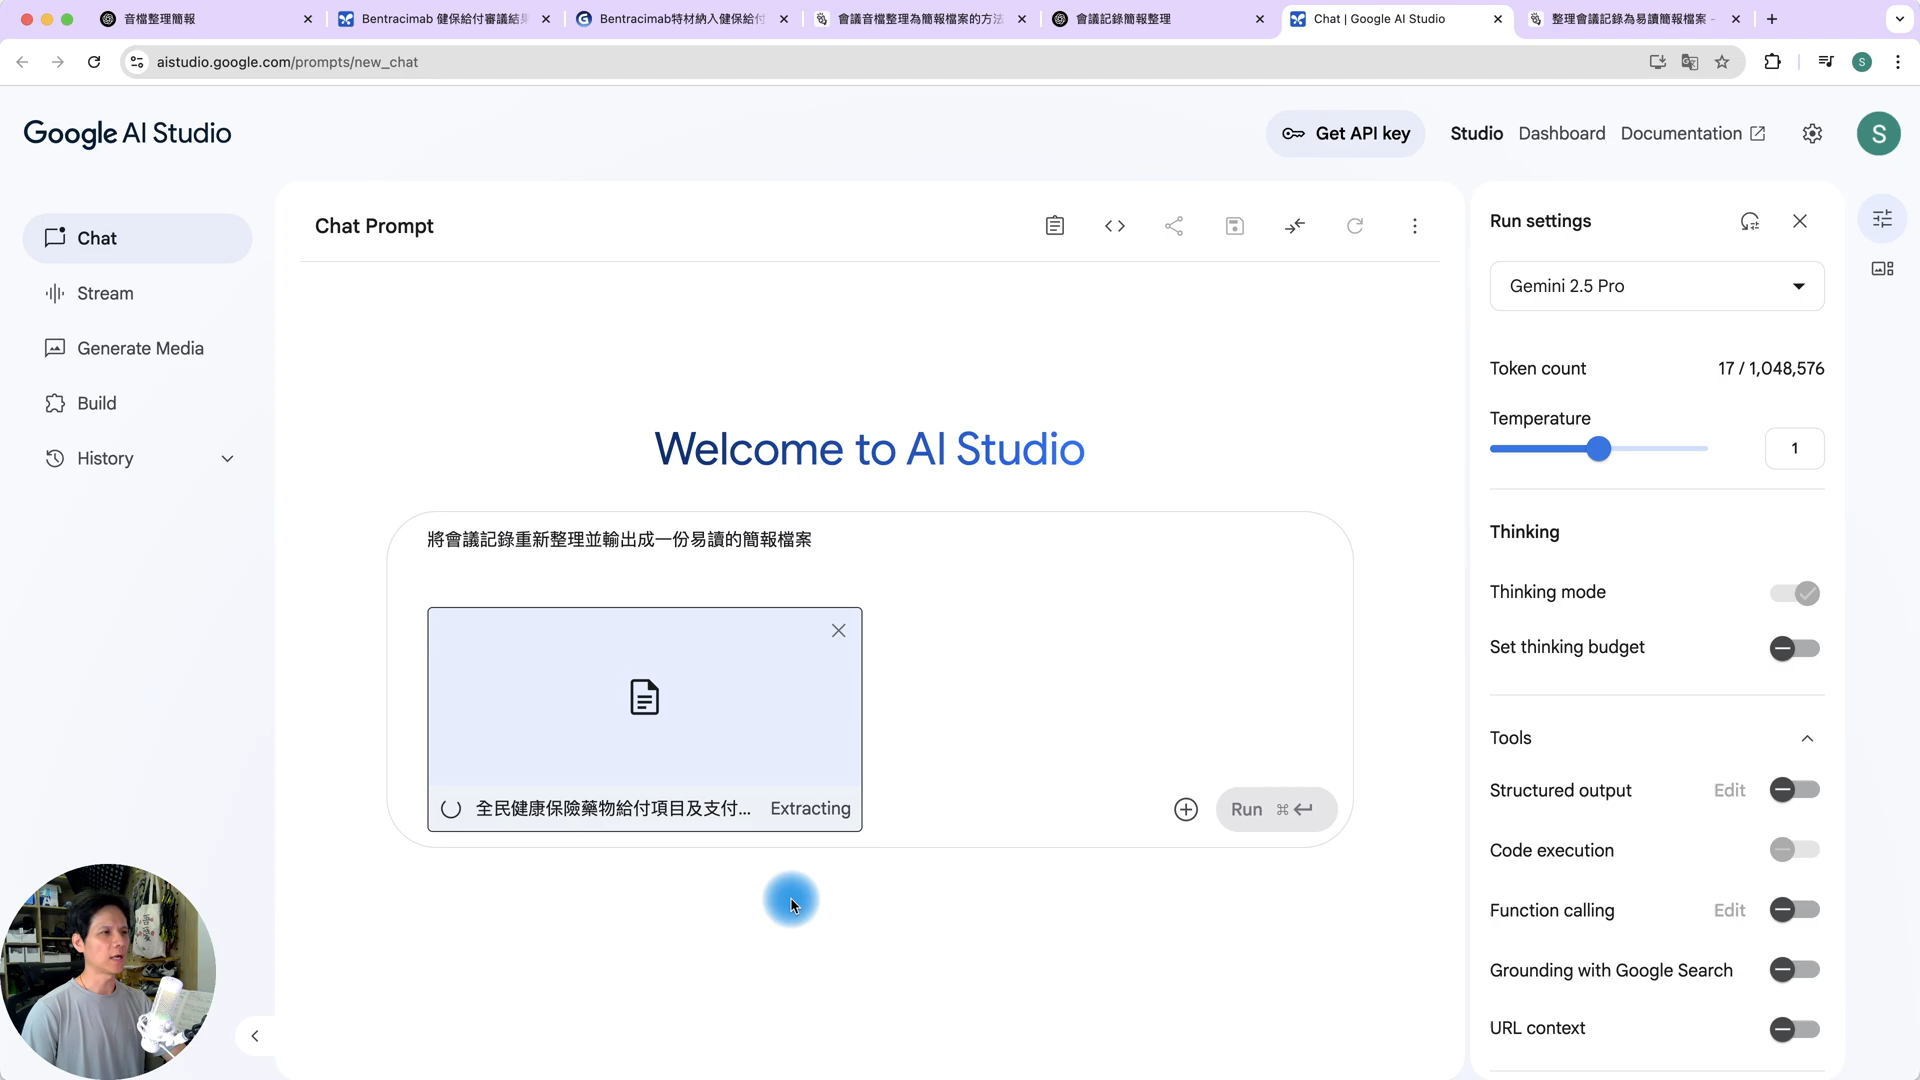 音檔整理簡報
Bentracimab 健保給付審議結果
Bentracimab特材納入健保給付
會議音檔整理為簡報檔案的方法
會議記錄簡報整理
Chat | Google AI Studio
整理會議記錄為易讀簡報檔案 -
aistudio.google.com/prompts/new_chat
S
Google AI Studio
Get API key
Studio
Dashboard
Documentation
S
Chat
Stream
Generate Media
Build
History
Chat Prompt
Welcome to AI Studio
將會議記錄重新整理並輸出成一份易讀的簡報檔案
全民健康保險藥物給付項目及支付... Extracting
Run ⌘ ↵
Run settings
Gemini 2.5 Pro
Token count 17 / 1,048,576
Temperature
1
Thinking
Thinking mode
Set thinking budget
Tools
Structured output Edit
Code execution
Function calling Edit
Grounding with Google Search
URL context